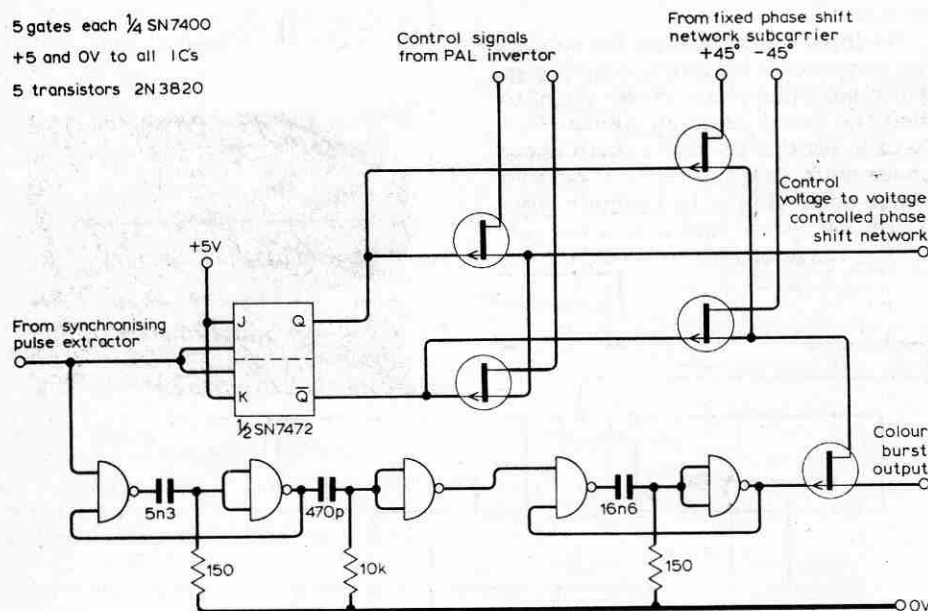 5 gates each 1/4 SN7400
+5 and 0V to all ICs
5 transistors 2N3820
Control signals
from PAL invertor
From fixed phase shift
network subcarrier
+45° -45°
Control
voltage to voltage
controlled phase
shift network
+5V
From synchronising
pulse extractor
J
Q
K
Q̅
½ SN7472
5n3
470p
16n6
Colour
burst
output
150
10k
150
0V